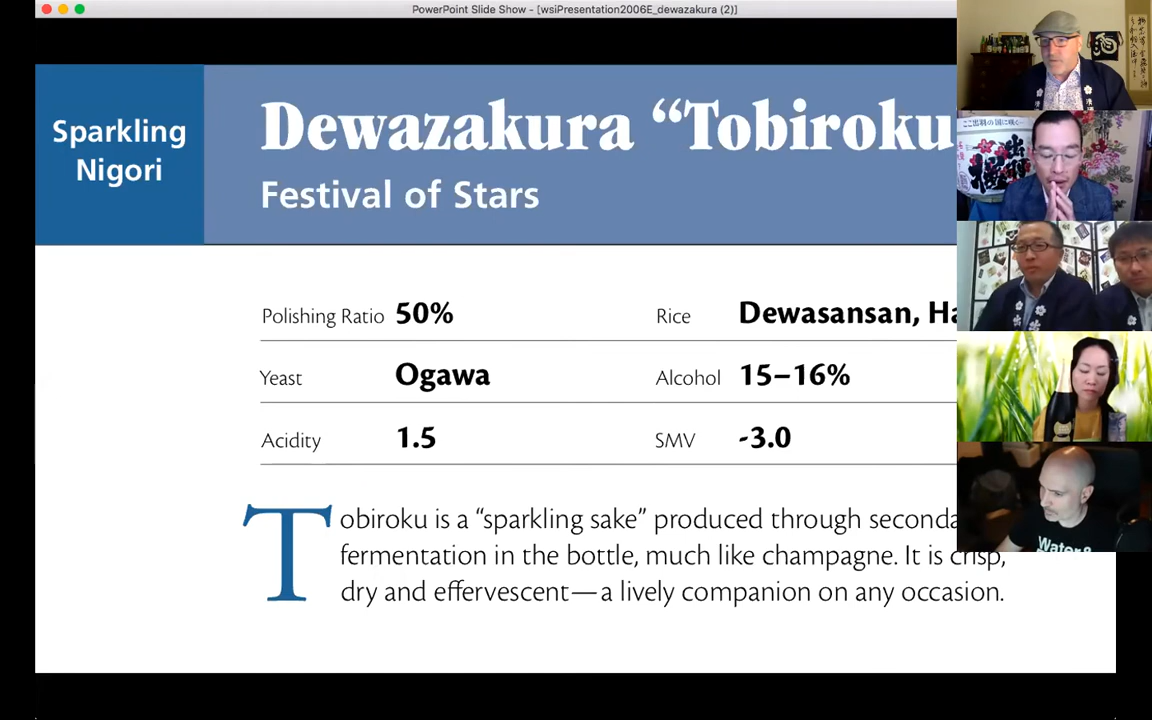 PowerPoint Slide Show - [wsiPresentation2006E_dewazakura (2)]
Sparkling
Nigori
Dewazakura “Tobiroku
Festival of Stars
Polishing Ratio 50%
Rice Dewasansan, Ha
Yeast Ogawa
Alcohol 15–16%
Acidity 1.5
SMV -3.0
Tobiroku is a “sparkling sake” produced through seconda
fermentation in the bottle, much like champagne. It is crisp,
dry and effervescent—a lively companion on any occasion.
Water &